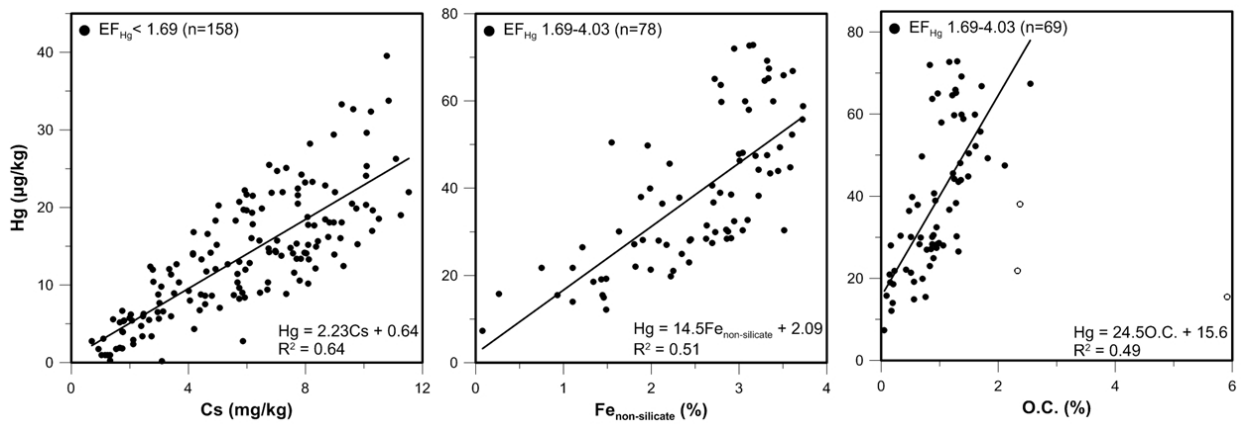 ● EF_Hg < 1.69 (n=158)
40
30
20
10
0
Hg (µg/kg)
Hg = 2.23Cs + 0.64
R² = 0.64
0 4 8 12
Cs (mg/kg)
● EF_Hg 1.69-4.03 (n=78)
80
60
40
20
0
Hg = 14.5Fe_non-silicate + 2.09
R² = 0.51
0 1 2 3 4
Fe_non-silicate (%)
● EF_Hg 1.69-4.03 (n=69)
80
60
40
20
0
Hg = 24.5O.C. + 15.6
R² = 0.49
0 2 4 6
O.C. (%)